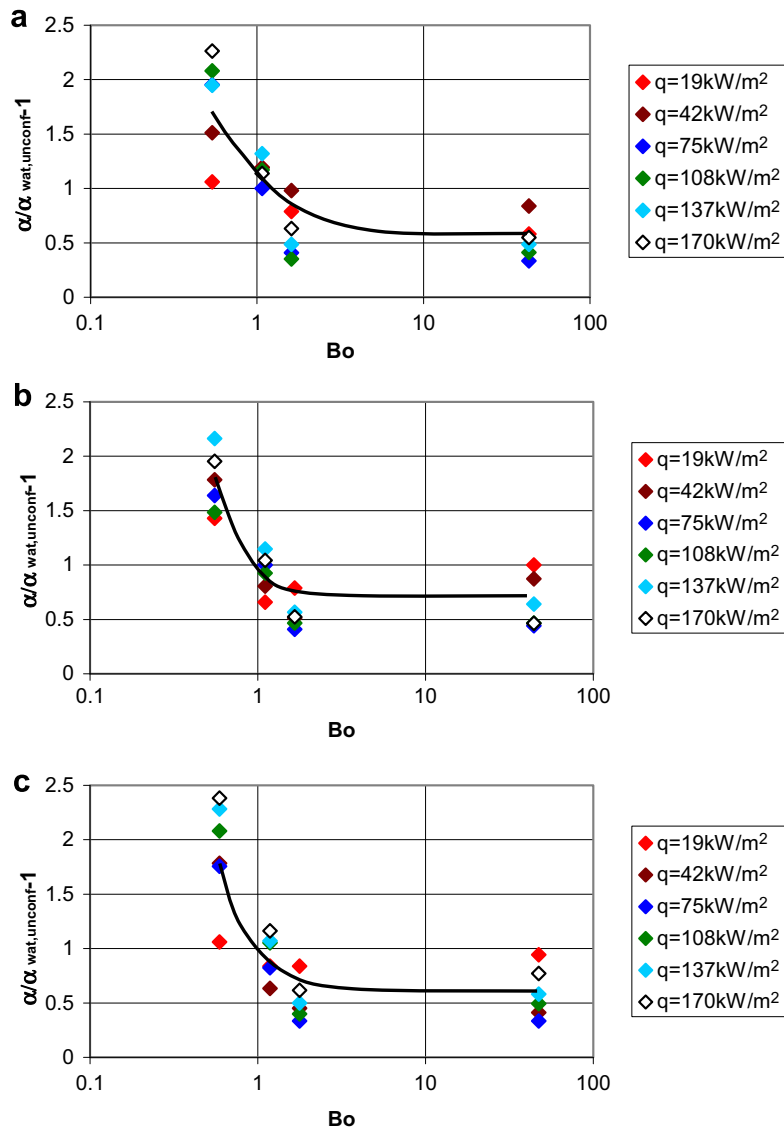 a
2.5
2
1.5
1
0.5
0
0.1
1
10
100
α/α wat,unconf-1
Bo
q=19kW/m²
q=42kW/m²
q=75kW/m²
q=108kW/m²
q=137kW/m²
q=170kW/m²
b
2.5
2
1.5
1
0.5
0
0.1
1
10
100
α/α wat,unconf-1
Bo
q=19kW/m²
q=42kW/m²
q=75kW/m²
q=108kW/m²
q=137kW/m²
q=170kW/m²
c
2.5
2
1.5
1
0.5
0
0.1
1
10
100
α/α wat,unconf-1
Bo
q=19kW/m²
q=42kW/m²
q=75kW/m²
q=108kW/m²
q=137kW/m²
q=170kW/m²